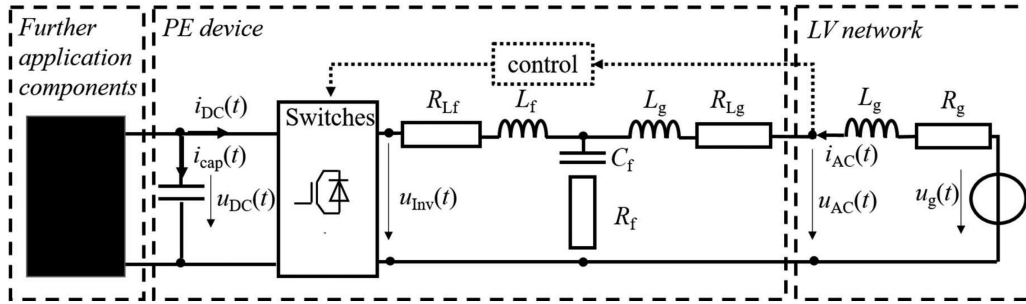 Further
application
components
PE device
LV network
control
i_DC(t)
Switches
R_Lf
L_f
L_g
R_Lg
L_g
R_g
i_cap(t)
C_f
i_AC(t)
u_DC(t)
u_Inv(t)
R_f
u_AC(t)
u_g(t)